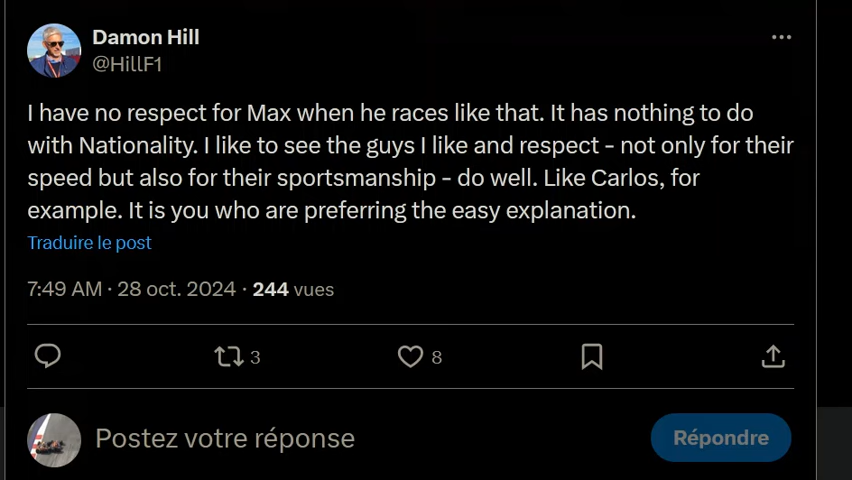 Damon Hill
@HillF1
I have no respect for Max when he races like that. It has nothing to do
with Nationality. I like to see the guys I like and respect - not only for their
speed but also for their sportsmanship - do well. Like Carlos, for
example. It is you who are preferring the easy explanation.
Traduire le post
7:49 AM · 28 oct. 2024 · 244 vues
3 8
Postez votre réponse Répondre